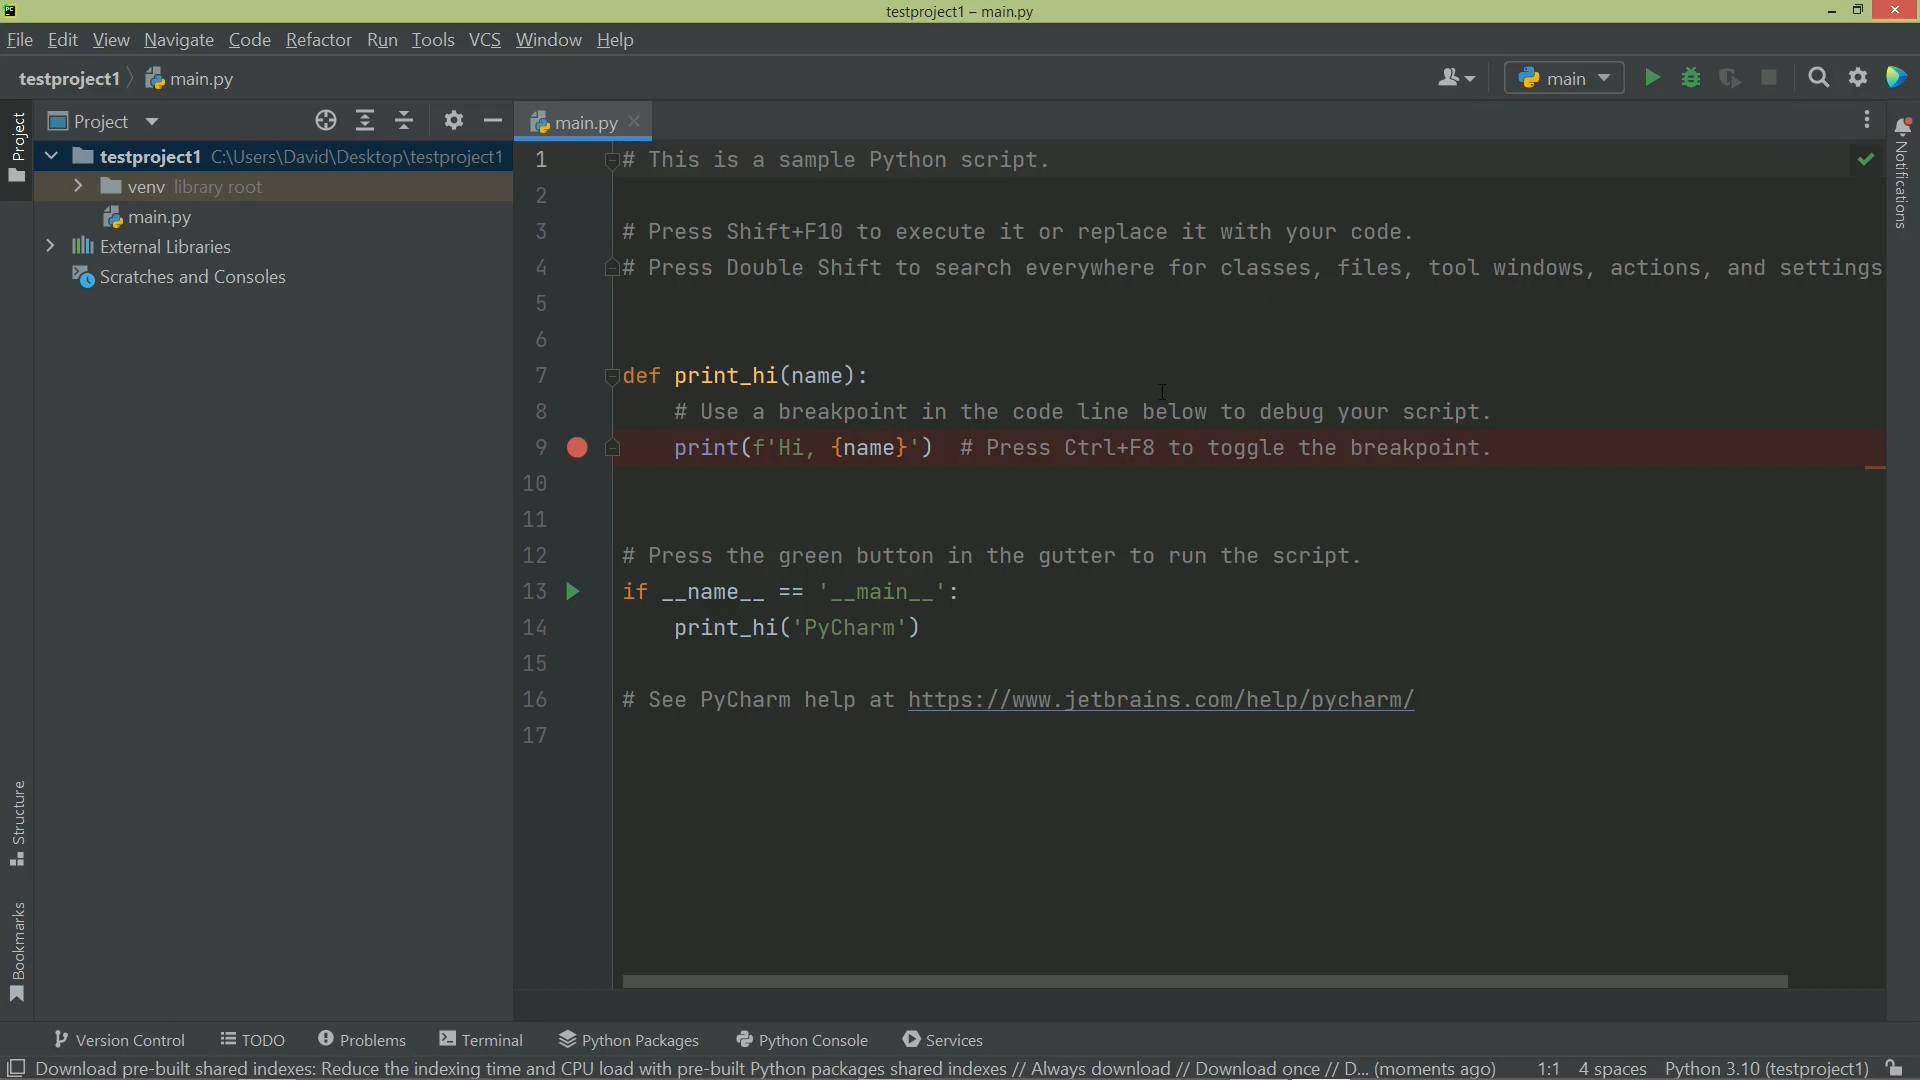 testproject1 – main.py
File Edit View Navigate Code Refactor Run Tools VCS Window Help
testproject1 main.py
main
Project
Project
main.py
Notifications
testproject1 C:\Users\David\Desktop\testproject1
venv library root
main.py
External Libraries
Scratches and Consoles
1 # This is a sample Python script.
2
3 # Press Shift+F10 to execute it or replace it with your code.
4 # Press Double Shift to search everywhere for classes, files, tool windows, actions, and settings
5
6
7 def print_hi(name):
8 # Use a breakpoint in the code line below to debug your script.
9 print(f'Hi, {name}') # Press Ctrl+F8 to toggle the breakpoint.
10
11
12 # Press the green button in the gutter to run the script.
13 if __name__ == '__main__':
14 print_hi('PyCharm')
15
16 # See PyCharm help at https://www.jetbrains.com/help/pycharm/
17
Structure
Bookmarks
Version Control TODO Problems Terminal Python Packages Python Console Services
Download pre-built shared indexes: Reduce the indexing time and CPU load with pre-built Python packages shared indexes // Always download // Download once // D... (moments ago) 1:1 4 spaces Python 3.10 (testproject1)